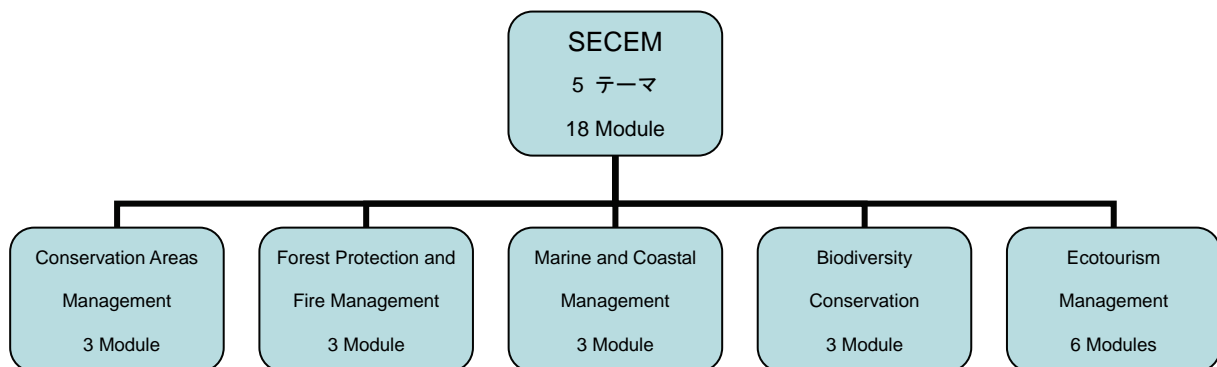 SECEM
5 テーマ
18 Module
Conservation Areas
Management
3 Module
Forest Protection and
Fire Management
3 Module
Marine and Coastal
Management
3 Module
Biodiversity
Conservation
3 Module
Ecotourism
Management
6 Modules